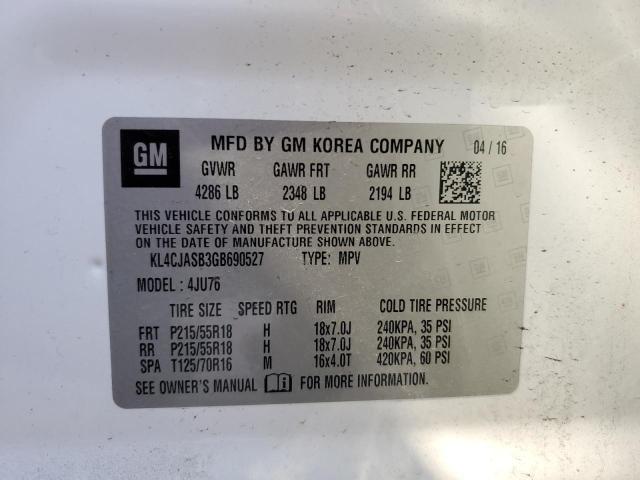 GM MFD BY GM KOREA COMPANY 04 / 16
GVWR GAWR FRT GAWR RR
4286 LB 2348 LB 2194 LB
THIS VEHICLE CONFORMS TO ALL APPLICABLE U.S. FEDERAL MOTOR
VEHICLE SAFETY AND THEFT PREVENTION STANDARDS IN EFFECT ON
THE DATE OF MANUFACTURE SHOWN ABOVE.
KL4CJASB3GB690527 TYPE: MPV
MODEL : 4JU76
TIRE SIZE SPEED RTG RIM COLD TIRE PRESSURE
FRT P215/55R18 H 18x7.0J 240KPA, 35 PSI
RR P215/55R18 H 18x7.0J 240KPA, 35 PSI
SPA T125/70R16 M 16x4.0T 420KPA, 60 PSI
SEE OWNER'S MANUAL FOR MORE INFORMATION.